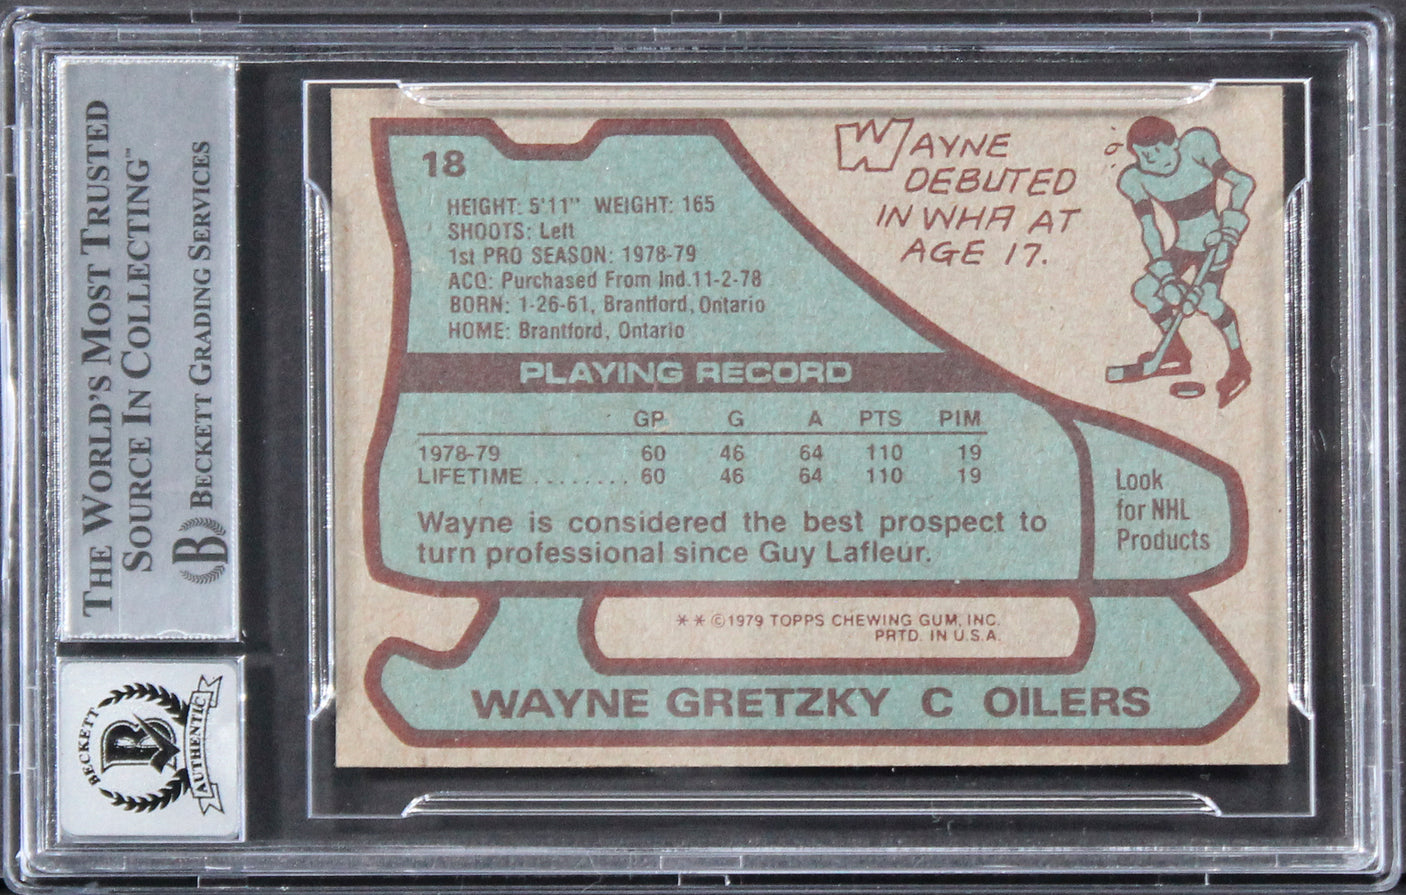 THE WORLD'S MOST TRUSTED
SOURCE IN COLLECTING™
B BECKETT GRADING SERVICES
BECKETT
B
AUTHENTIC
18
HEIGHT: 5'11" WEIGHT: 165
SHOOTS: Left
1st PRO SEASON: 1978-79
ACQ: Purchased From Ind.11-2-78
BORN: 1-26-61, Brantford, Ontario
HOME: Brantford, Ontario
WAYNE
DEBUTED
IN WHA AT
AGE 17.
PLAYING RECORD
GP G A PTS PIM
1978-79 60 46 64 110 19
LIFETIME ........ 60 46 64 110 19
Wayne is considered the best prospect to
turn professional since Guy Lafleur.
Look
for NHL
Products
**©1979 TOPPS CHEWING GUM, INC.
PRTD. IN U.S.A.
WAYNE GRETZKY C OILERS